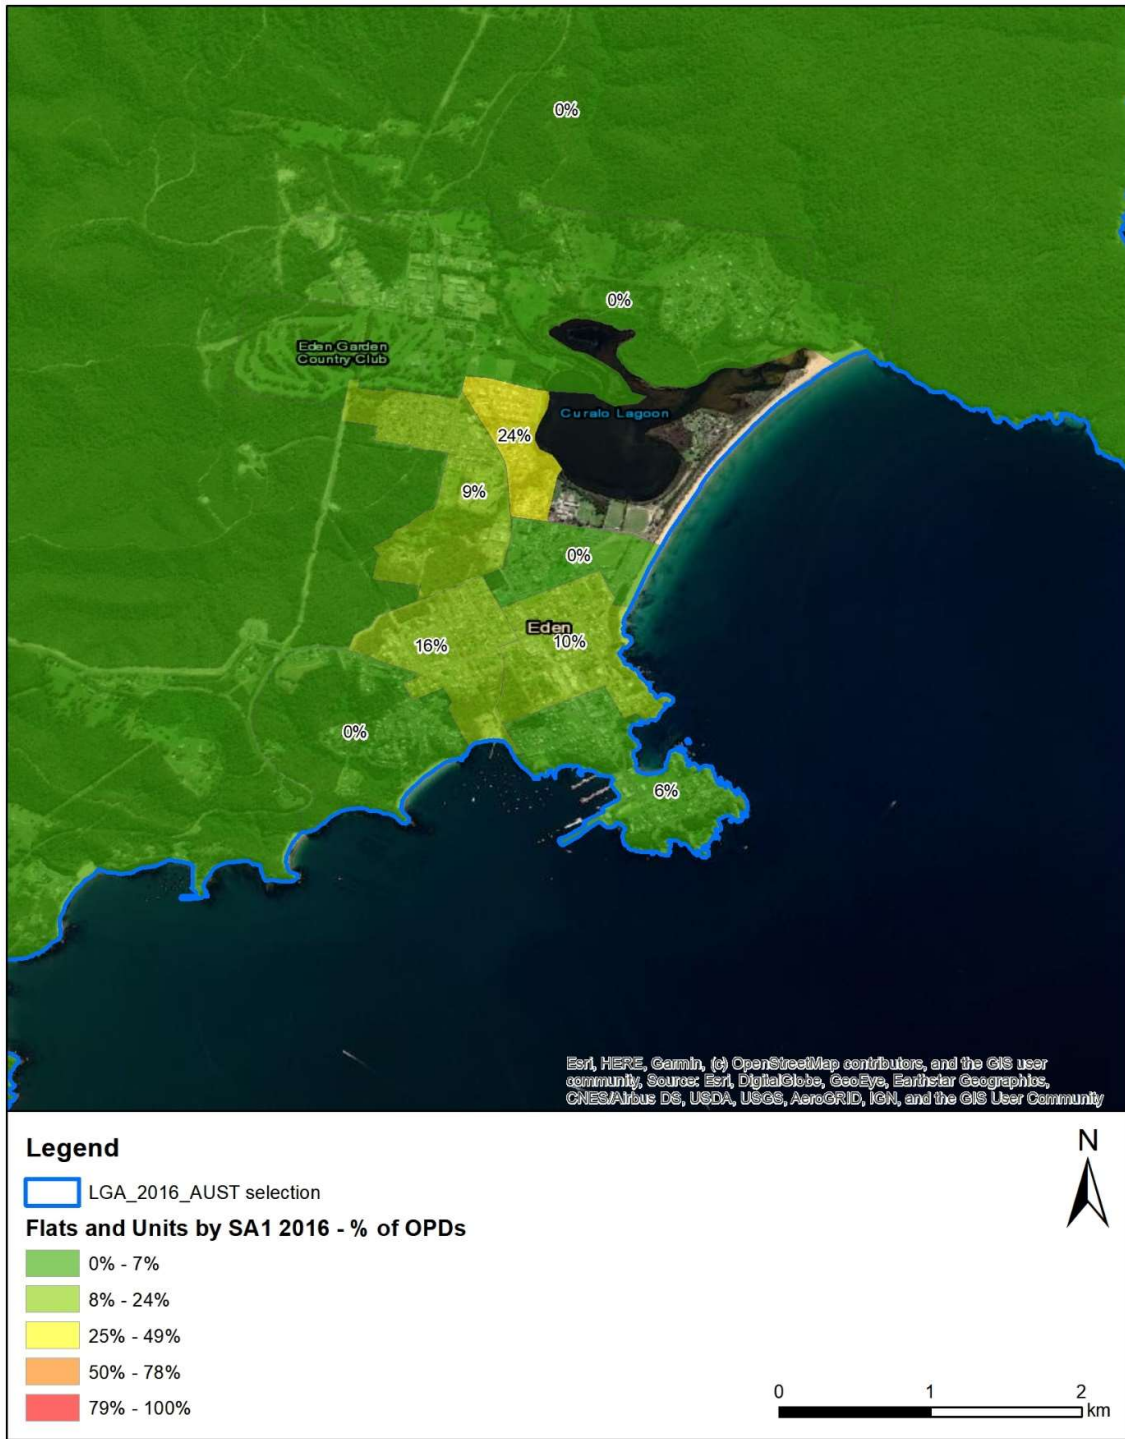 0%
0%
Eden Garden
Country Club
Curalo Lagoon
24%
9%
0%
Eden
16%
10%
0%
6%
Esri, HERE, Garmin, (c) OpenStreetMap contributors, and the GIS user
community, Source: Esri, DigitalGlobe, GeoEye, Earthstar Geographics,
CNES/Airbus DS, USDA, USGS, AeroGRID, IGN, and the GIS User Community
Legend
N
LGA_2016_AUST selection
Flats and Units by SA1 2016 - % of OPDs
0% - 7%
8% - 24%
25% - 49%
50% - 78%
79% - 100%
0 1 2
km